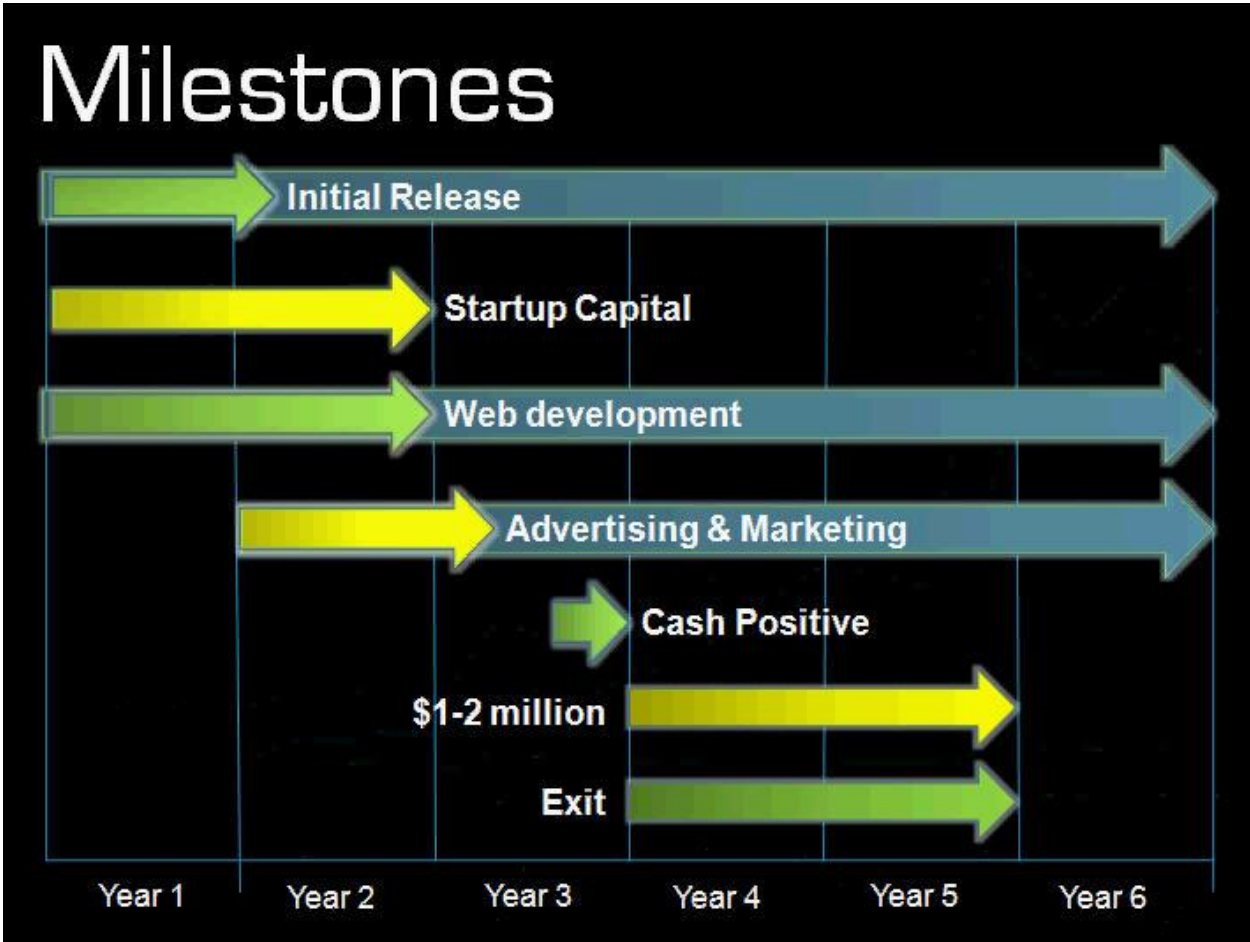 Milestones
Initial Release
Startup Capital
Web development
Advertising & Marketing
Cash Positive
$1-2 million
Exit
Year 1 Year 2 Year 3 Year 4 Year 5 Year 6